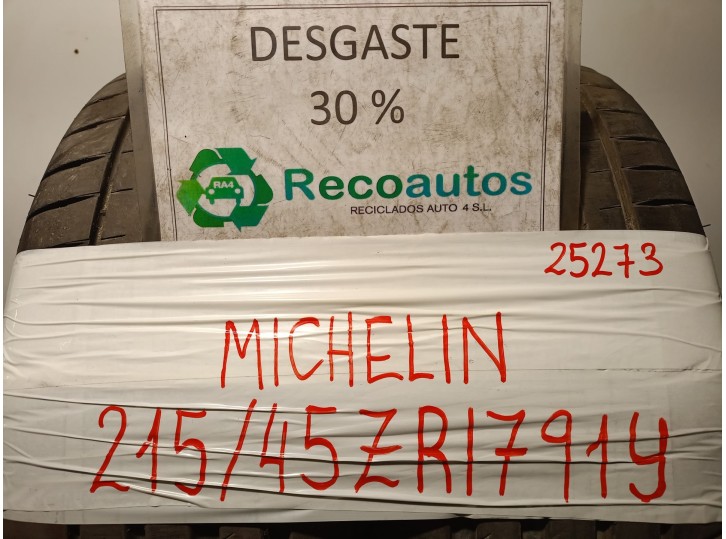 DESGASTE
30 %
RA4
Recoautos
RECICLADOS AUTO 4 S.L.
25273
MICHELIN
215/45ZR1791Y